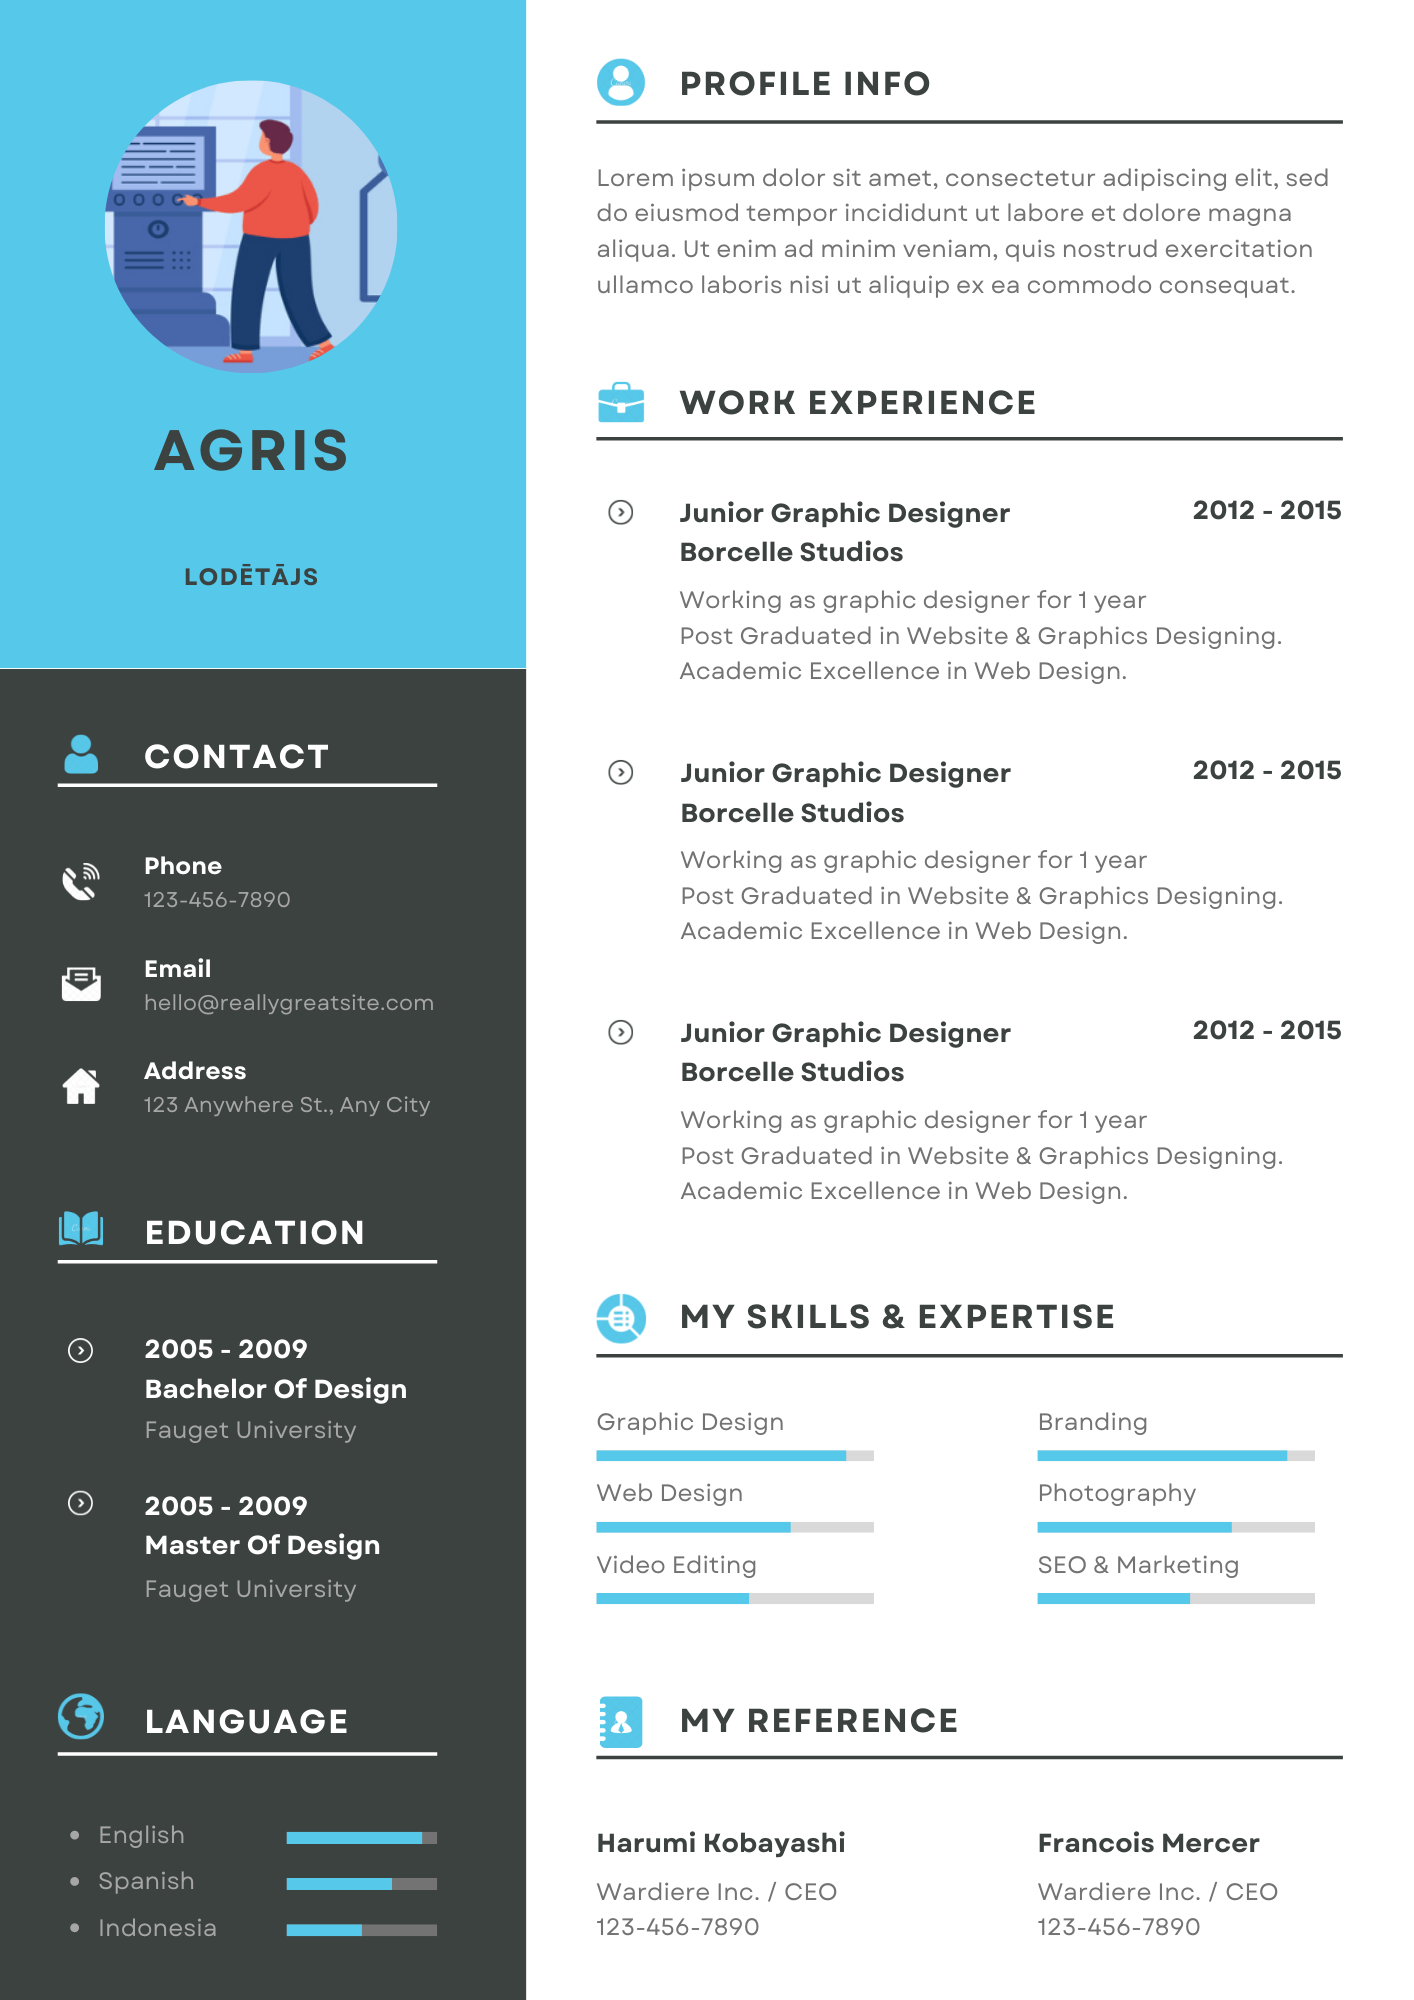 AGRIS
LODĒTĀJS
CONTACT
Phone
123-456-7890
Email
hello@reallygreatsite.com
Address
123 Anywhere St., Any City
EDUCATION
2005 - 2009
Bachelor Of Design
Fauget University
2005 - 2009
Master Of Design
Fauget University
LANGUAGE
English
Spanish
Indonesia
PROFILE INFO
Lorem ipsum dolor sit amet, consectetur adipiscing elit, sed
do eiusmod tempor incididunt ut labore et dolore magna
aliqua. Ut enim ad minim veniam, quis nostrud exercitation
ullamco laboris nisi ut aliquip ex ea commodo consequat.
WORK EXPERIENCE
Junior Graphic Designer 2012 - 2015
Borcelle Studios
Working as graphic designer for 1 year
Post Graduated in Website & Graphics Designing.
Academic Excellence in Web Design.
Junior Graphic Designer 2012 - 2015
Borcelle Studios
Working as graphic designer for 1 year
Post Graduated in Website & Graphics Designing.
Academic Excellence in Web Design.
Junior Graphic Designer 2012 - 2015
Borcelle Studios
Working as graphic designer for 1 year
Post Graduated in Website & Graphics Designing.
Academic Excellence in Web Design.
MY SKILLS & EXPERTISE
Graphic Design
Web Design
Video Editing
Branding
Photography
SEO & Marketing
MY REFERENCE
Harumi Kobayashi
Wardiere Inc. / CEO
123-456-7890
Francois Mercer
Wardiere Inc. / CEO
123-456-7890